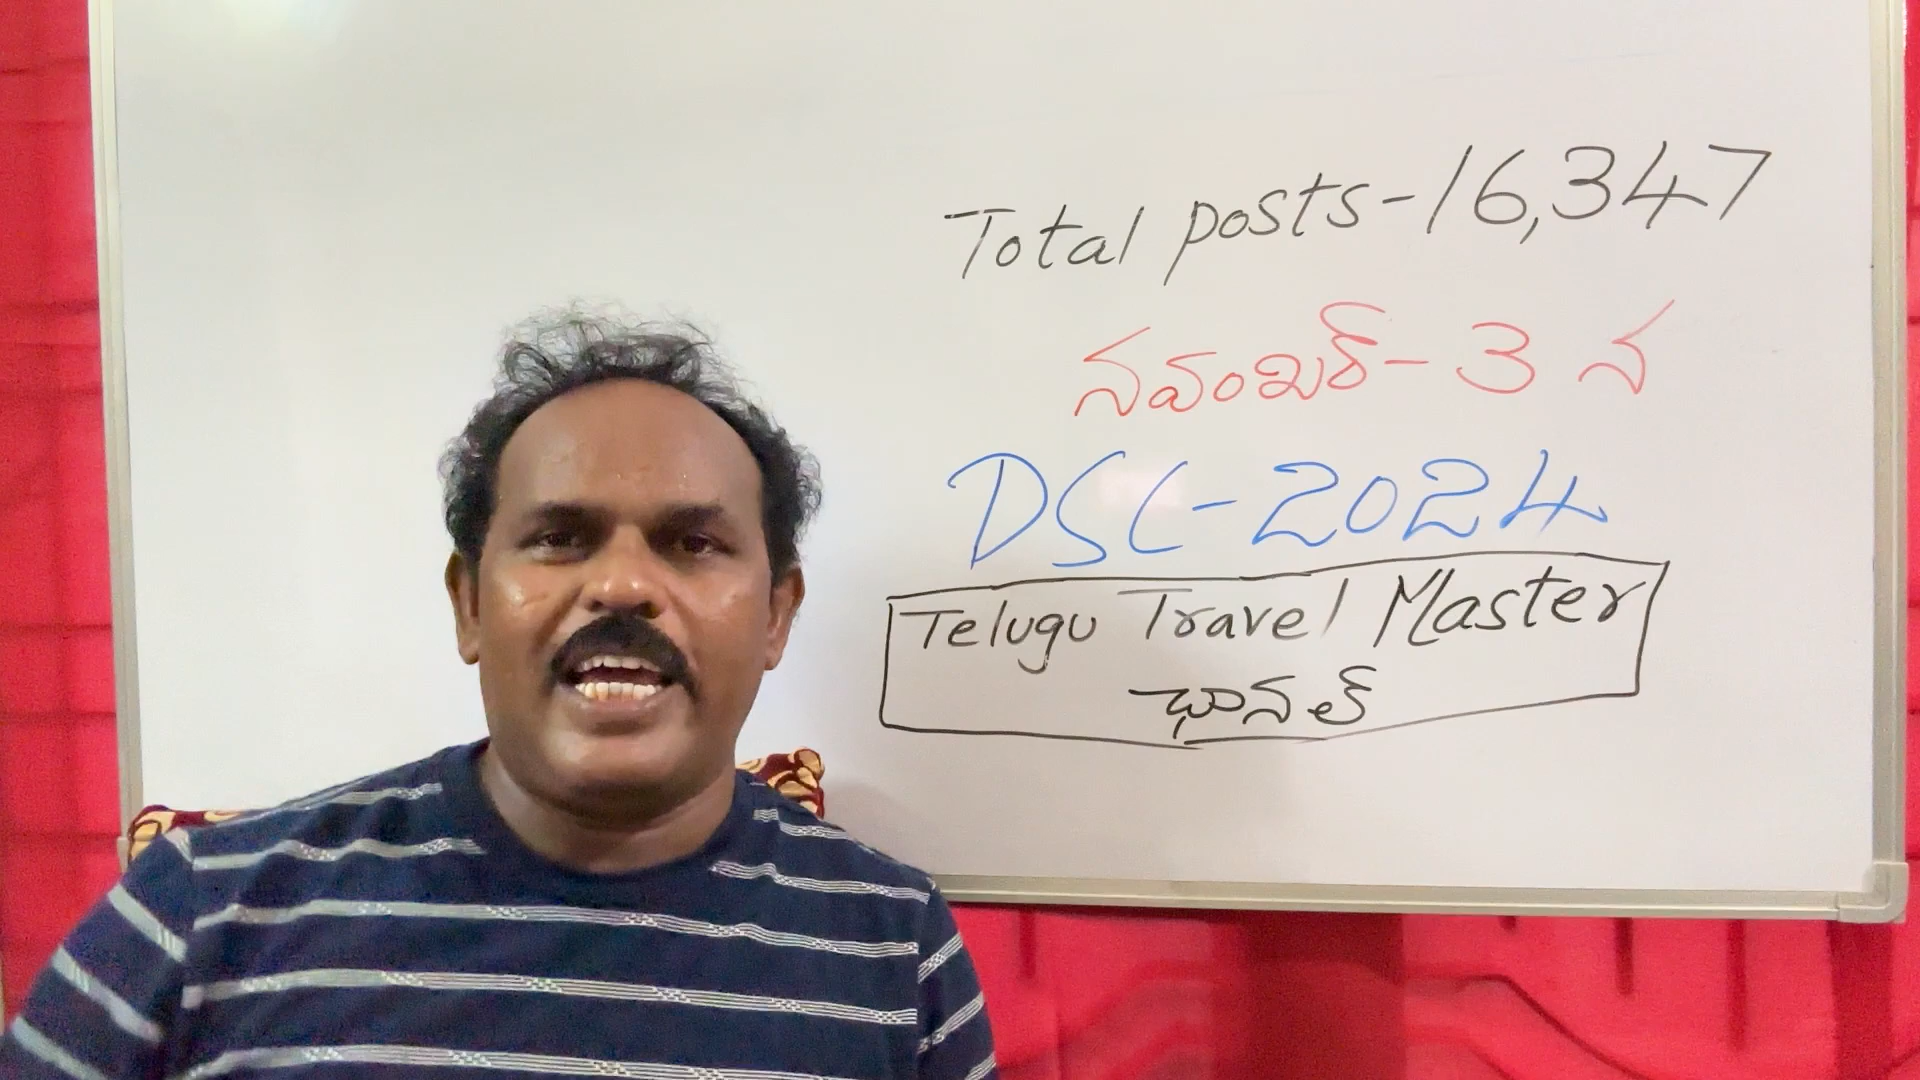 Total posts-16,347
నవంబర్-3 న
DSC-2024
Telugu Travel Master
ఛానల్